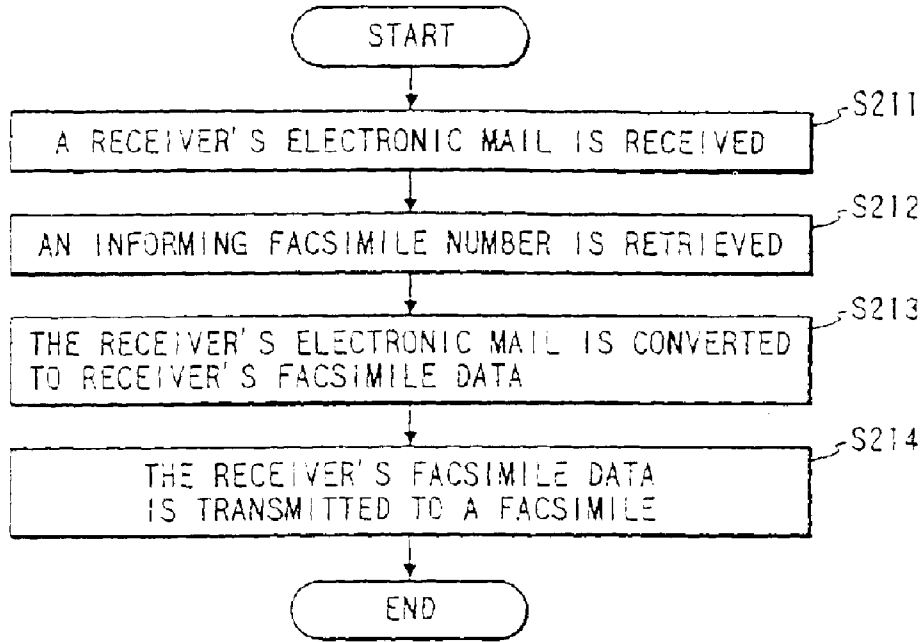 START
S211
A RECEIVER'S ELECTRONIC MAIL IS RECEIVED
S212
AN INFORMING FACSIMILE NUMBER IS RETRIEVED
S213
THE RECEIVER'S ELECTRONIC MAIL IS CONVERTED
TO RECEIVER'S FACSIMILE DATA
S214
THE RECEIVER'S FACSIMILE DATA
IS TRANSMITTED TO A FACSIMILE
END